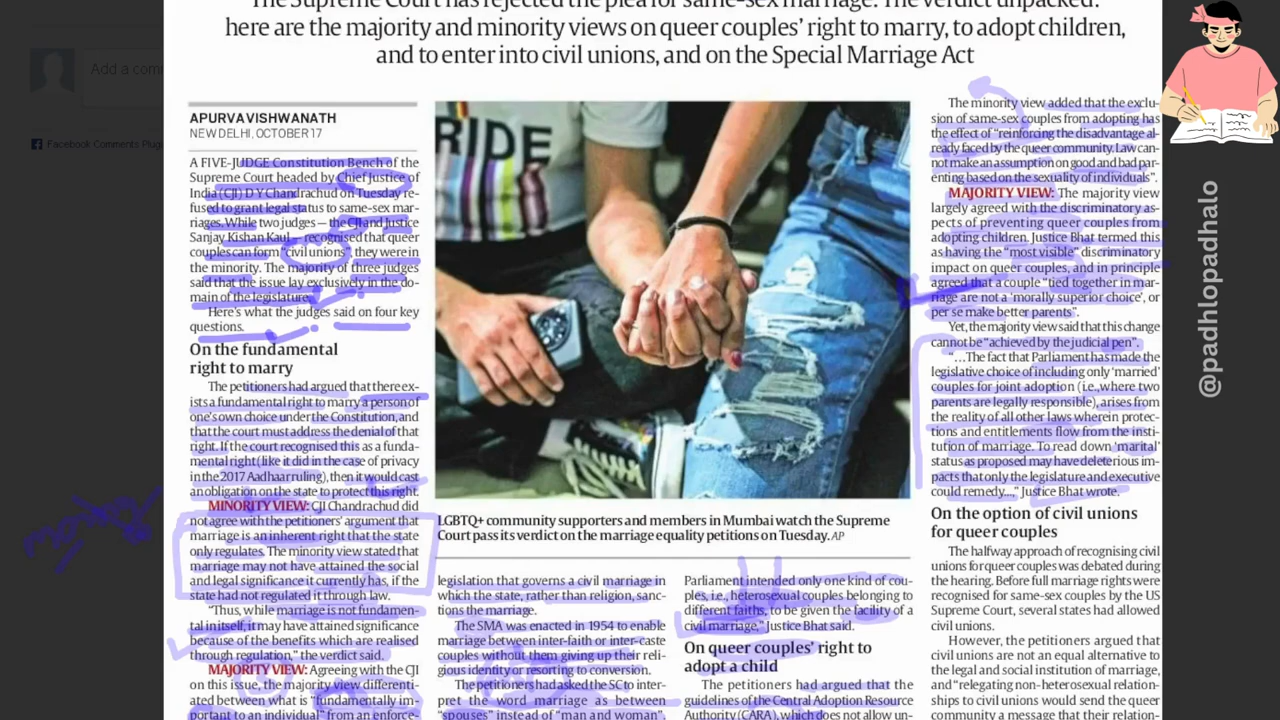 The Supreme Court has rejected the plea for same-sex marriage. The verdict unpacked:
here are the majority and minority views on queer couples' right to marry, to adopt children,
and to enter into civil unions, and on the Special Marriage Act
Add a com
Facebook Comments Plugi
APURVA VISHWANATH
NEW DELHI, OCTOBER 17
A FIVE-JUDGE Constitution Bench of the
Supreme Court headed by Chief Justice of
India (CJI) D Y Chandrachud on Tuesday re-
fused to grant legal status to same-sex mar-
riages. While two judges — the CJI and Justice
Sanjay Kishan Kaul — recognised that queer
couples can form "civil unions", they were in
the minority. The majority of three judges
said that the issue lay exclusively in the do-
main of the legislature.
Here's what the judges said on four key
questions.
On the fundamental
right to marry
The petitioners had argued that there ex-
ists a fundamental right to marry a person of
one's own choice under the Constitution, and
that the court must address the denial of that
right. If the court recognised this as a funda-
mental right (like it did in the case of privacy
in the 2017 Aadhaar ruling), then it would cast
an obligation on the state to protect this right.
MINORITY VIEW: CJI Chandrachud did
not agree with the petitioners' argument that
marriage is an inherent right that the state
only regulates. The minority view stated that
marriage may not have attained the social
and legal significance it currently has, if the
state had not regulated it through law.
"Thus, while marriage is not fundamen-
tal in itself, it may have attained significance
because of the benefits which are realised
through regulation," the verdict said.
MAJORITY VIEW: Agreeing with the CJI
on this issue, the majority view differenti-
ated between what is "fundamentally im-
portant to an individual" from an enforce-
RIDE
LGBTQ+ community supporters and members in Mumbai watch the Supreme
Court pass its verdict on the marriage equality petitions on Tuesday. AP
legislation that governs a civil marriage in
which the state, rather than religion, sanc-
tions the marriage.
The SMA was enacted in 1954 to enable
marriage between inter-faith or inter-caste
couples without them giving up their reli-
gious identity or resorting to conversion.
The petitioners had asked the SC to inter-
pret the word marriage as between
"spouses" instead of "man and woman".
Parliament intended only one kind of cou-
ples, i.e., heterosexual couples belonging to
different faiths, to be given the facility of a
civil marriage," Justice Bhat said.
On queer couples' right to
adopt a child
The petitioners had argued that the
guidelines of the Central Adoption Resource
Authority (CARA), which does not allow un-
The minority view added that the exclu-
sion of same-sex couples from adopting has
the effect of "reinforcing the disadvantage al-
ready faced by the queer community. Law can-
not make an assumption on good and bad par-
enting based on the sexuality of individuals".
MAJORITY VIEW: The majority view
largely agreed with the discriminatory as-
pects of preventing queer couples from
adopting children. Justice Bhat termed this
as having the "most visible" discriminatory
impact on queer couples, and in principle
agreed that a couple "tied together in mar-
riage are not a 'morally superior choice', or
per se make better parents".
Yet, the majority view said that this change
cannot be "achieved by the judicial pen".
"…The fact that Parliament has made the
legislative choice of including only 'married'
couples for joint adoption (i.e., where two
parents are legally responsible), arises from
the reality of all other laws wherein protec-
tions and entitlements flow from the insti-
tution of marriage. To read down 'marital'
status as proposed may have deleterious im-
pacts that only the legislature and executive
could remedy…," Justice Bhat wrote.
On the option of civil unions
for queer couples
The halfway approach of recognising civil
unions for queer couples was debated during
the hearing. Before full marriage rights were
recognised for same-sex couples by the US
Supreme Court, several states had allowed
civil unions.
However, the petitioners argued that
civil unions are not an equal alternative to
the legal and social institution of marriage,
and "relegating non-heterosexual relation-
ships to civil unions would send the queer
community a message that their relation-
@padhlopadhalo